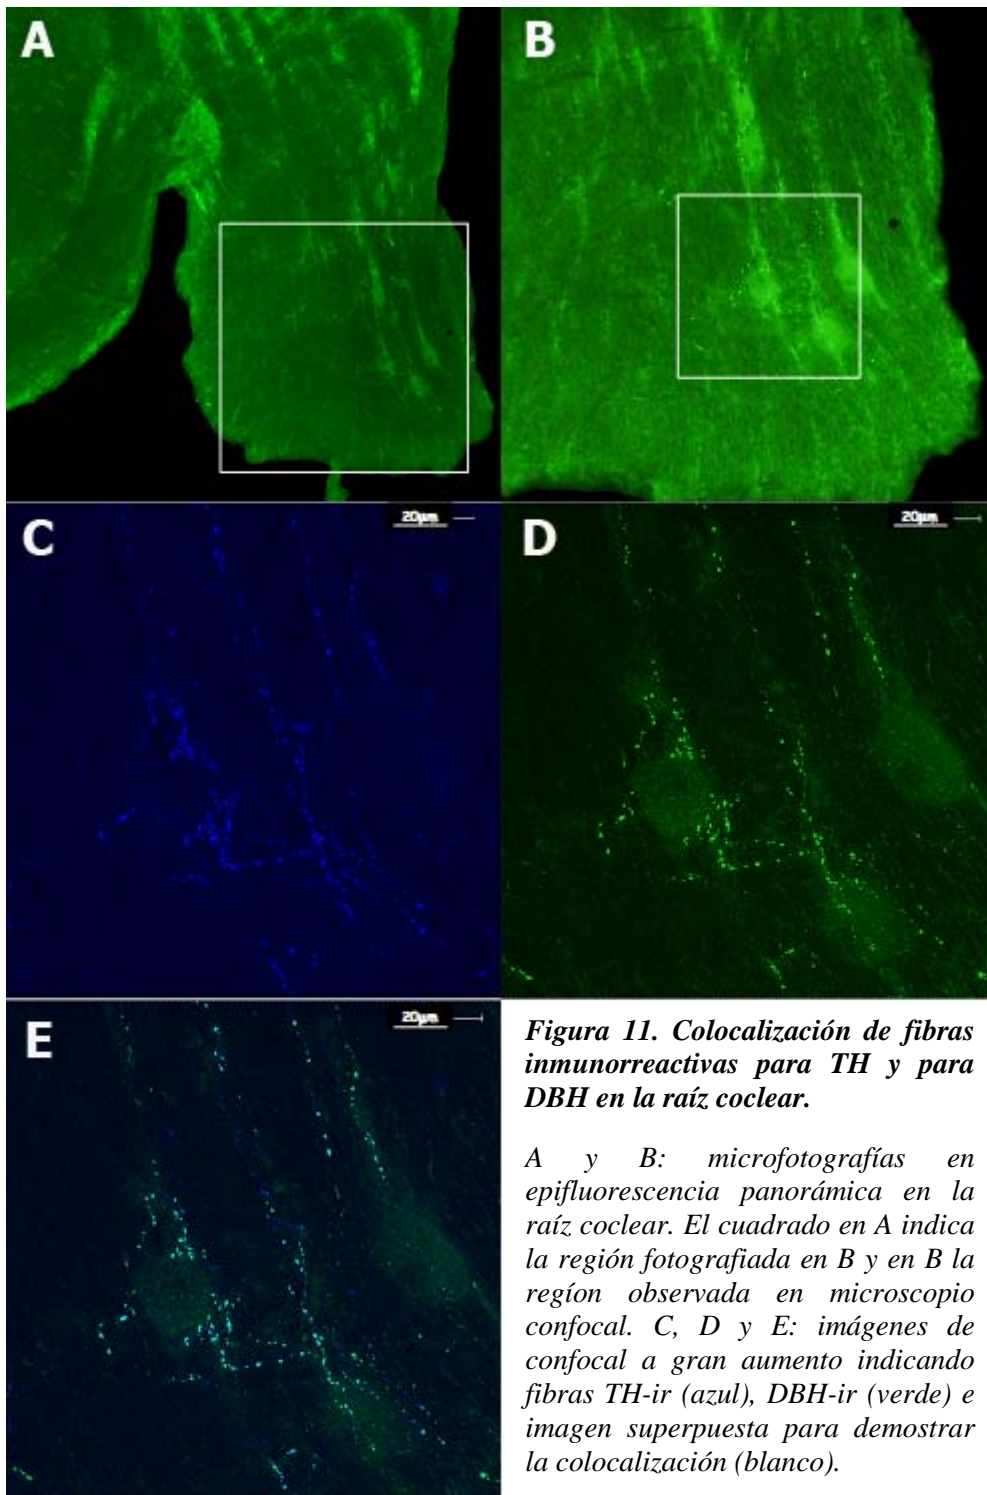 A
B
C
20µm
D
20µm
E
20µm
Figura 11. Colocalización de fibras
inmunorreactivas para TH y para
DBH en la raíz coclear.
A y B: microfotografías en
epifluorescencia panorámica en la
raíz coclear. El cuadrado en A indica
la región fotografiada en B y en B la
regíon observada en microscopio
confocal. C, D y E: imágenes de
confocal a gran aumento indicando
fibras TH-ir (azul), DBH-ir (verde) e
imagen superpuesta para demostrar
la colocalización (blanco).